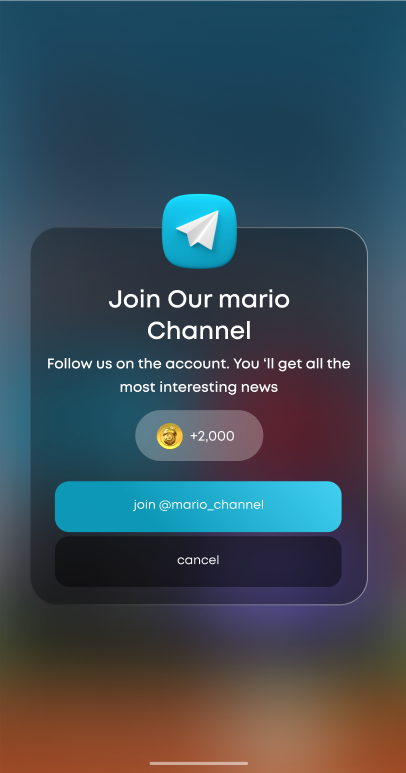 Join Our mario
Channel
Follow us on the account. You 'll get all the
most interesting news
+2,000
join @mario_channel
cancel